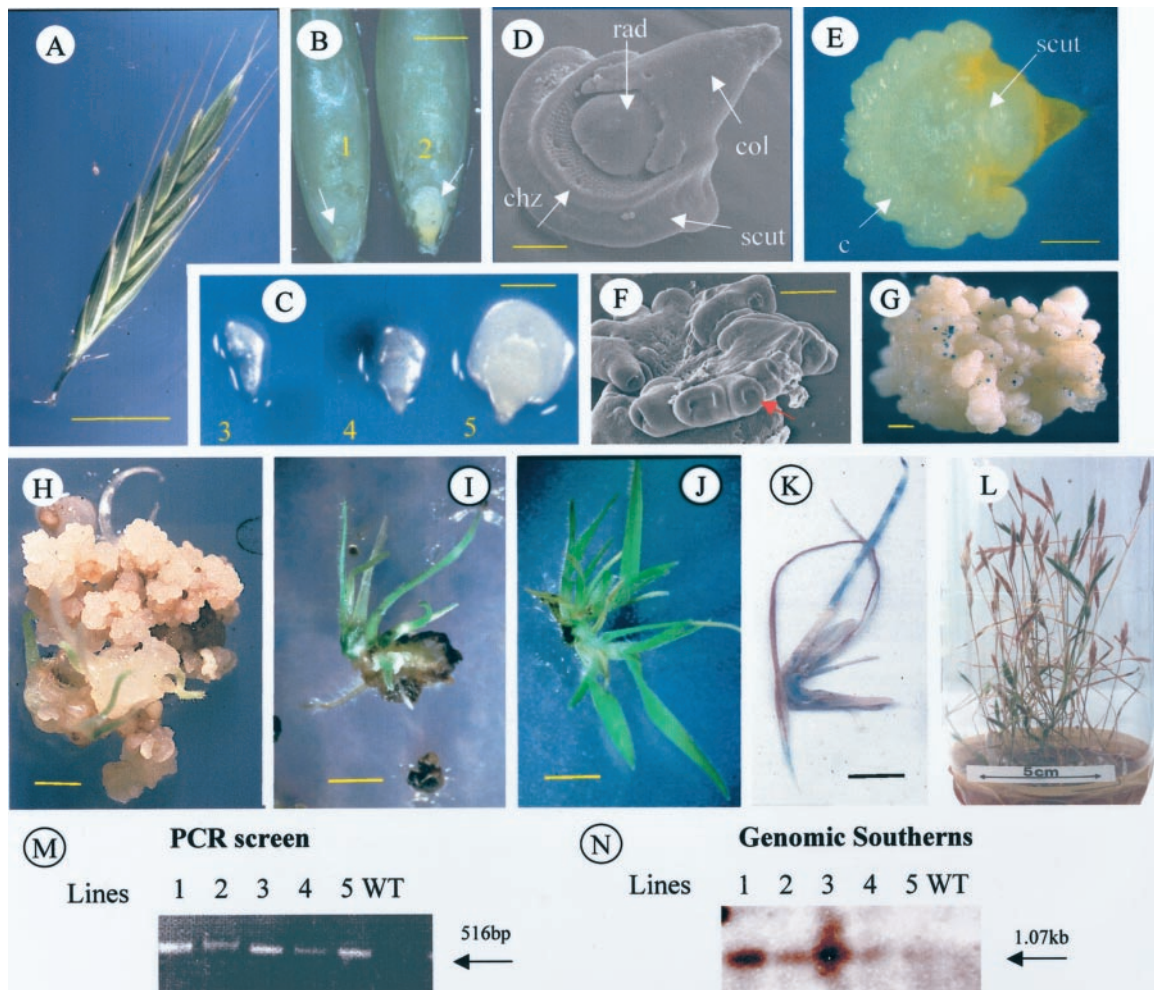 A
B
1
2
D
rad
col
chz
scut
E
scut
c
C
3
4
5
F
G
H
I
J
K
L
5cm
M
PCR screen
Lines 1 2 3 4 5 WT
516bp
N
Genomic Southerns
Lines 1 2 3 4 5 WT
1.07kb